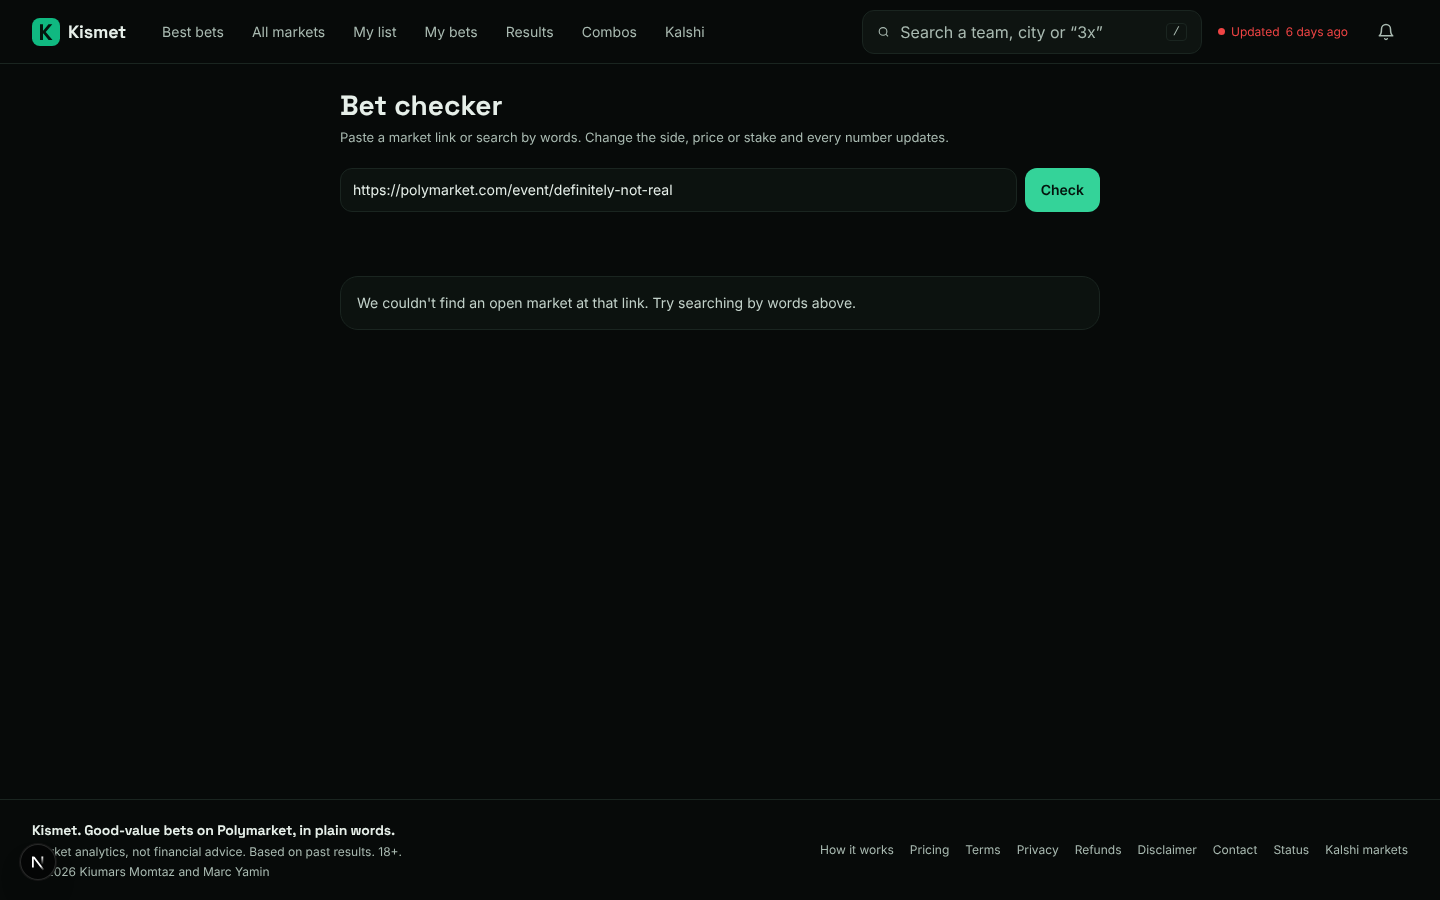 K Kismet Best bets All markets My list My bets Results Combos Kalshi Search a team, city or “3x” / Updated 6 days ago
Bet checker
Paste a market link or search by words. Change the side, price or stake and every number updates.
https://polymarket.com/event/definitely-not-real Check
We couldn't find an open market at that link. Try searching by words above.
Kismet. Good-value bets on Polymarket, in plain words.
analytics, not financial advice. Based on past results. 18+.
How it works Pricing Terms Privacy Refunds Disclaimer Contact Status Kalshi markets
N
Kiumars Momtaz and Marc Yamin